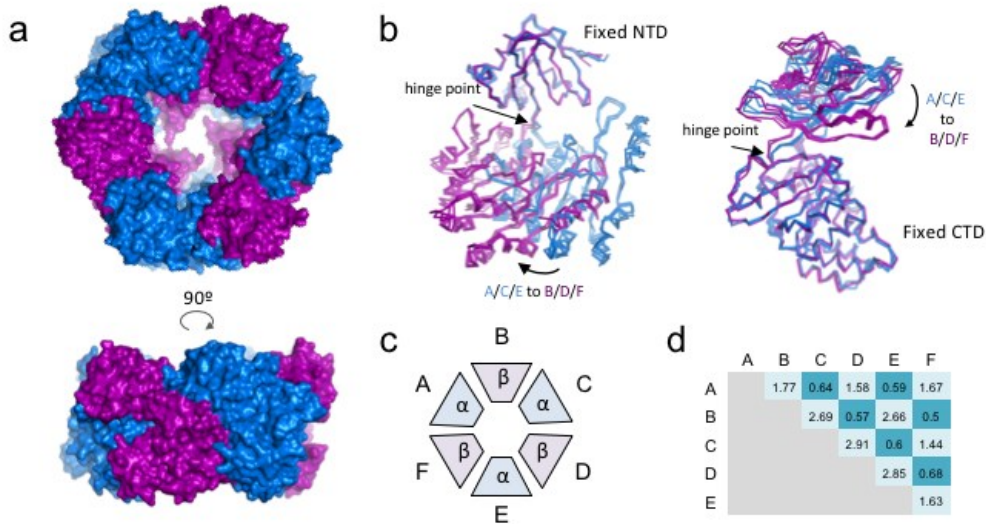 a
b
Fixed NTD
hinge point
A/C/E to B/D/F
hinge point
A/C/E
to
B/D/F
Fixed CTD
90º
c
B
A β C
α α
β β
F α D
E
d
A B C D E F
A 1.77 0.64 1.58 0.59 1.67
B 2.69 0.57 2.66 0.5
C 2.91 0.6 1.44
D 2.85 0.68
E 1.63